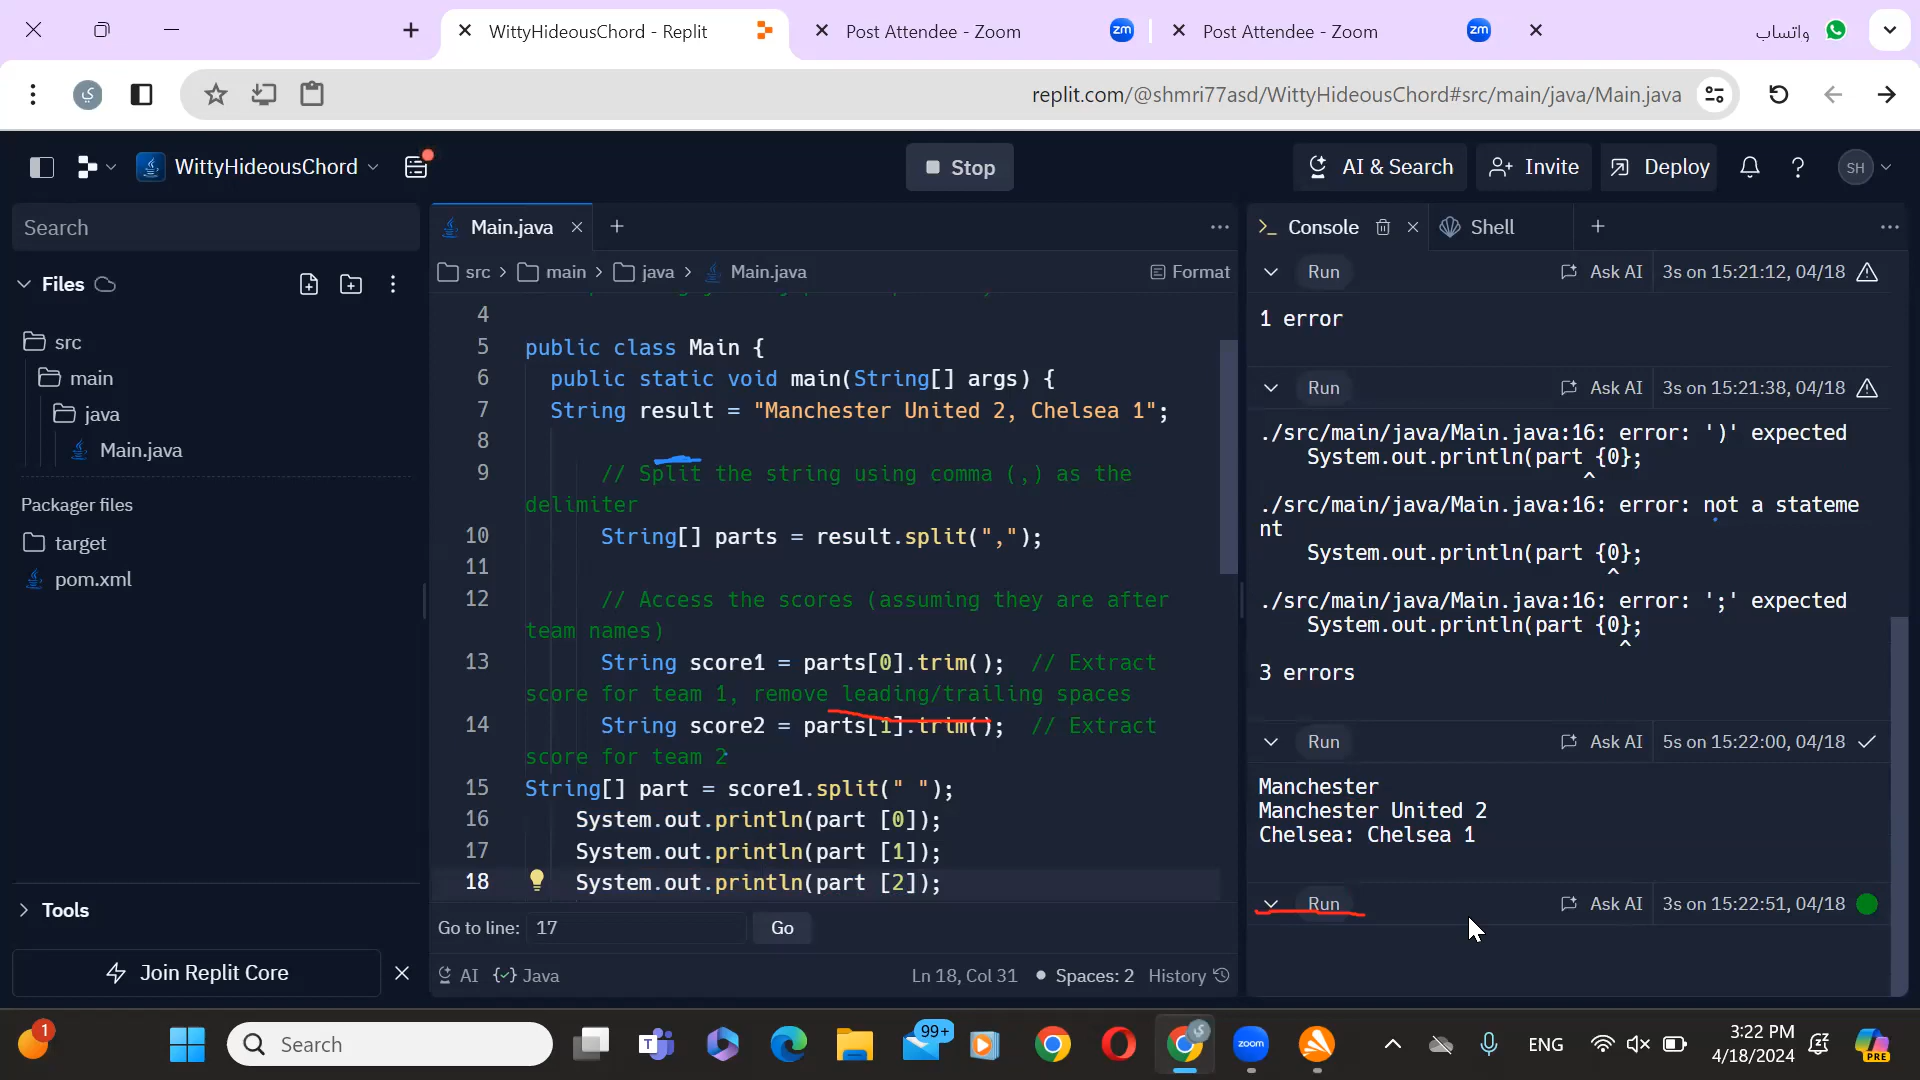 WittyHideousChord - Replit
Post Attendee - Zoom
zm
Post Attendee - Zoom
zm
واتساب
ي
replit.com/@shmri77asd/WittyHideousChord#src/main/java/Main.java
WittyHideousChord
Stop
AI & Search
Invite
Deploy
SH
Search
Files
src
main
java
Main.java
Packager files
target
pom.xml
Tools
Join Replit Core
Main.java
src > main > java > Main.java
Format
4
5 public class Main {
6 public static void main(String[] args) {
7 String result = "Manchester United 2, Chelsea 1";
8
9 // Split the string using comma (,) as the
delimiter
10 String[] parts = result.split(",");
11
12 // Access the scores (assuming they are after
team names)
13 String score1 = parts[0].trim(); // Extract
score for team 1, remove leading/trailing spaces
14 String score2 = parts[1].trim(); // Extract
score for team 2
15 String[] part = score1.split(" ");
16 System.out.println(part [0]);
17 System.out.println(part [1]);
18 System.out.println(part [2]);
Go to line: 17 Go
AI {✓} Java
Ln 18, Col 31 Spaces: 2 History
Console
Shell
Run Ask AI 3s on 15:21:12, 04/18
1 error
Run Ask AI 3s on 15:21:38, 04/18
./src/main/java/Main.java:16: error: ')' expected
System.out.println(part {0};
^
./src/main/java/Main.java:16: error: not a stateme
nt
System.out.println(part {0};
^
./src/main/java/Main.java:16: error: ';' expected
System.out.println(part {0};
^
3 errors
Run Ask AI 5s on 15:22:00, 04/18
Manchester
Manchester United 2
Chelsea: Chelsea 1
Run Ask AI 3s on 15:22:51, 04/18
1
Search
99+
zoom
ENG
3:22 PM
4/18/2024
PRE